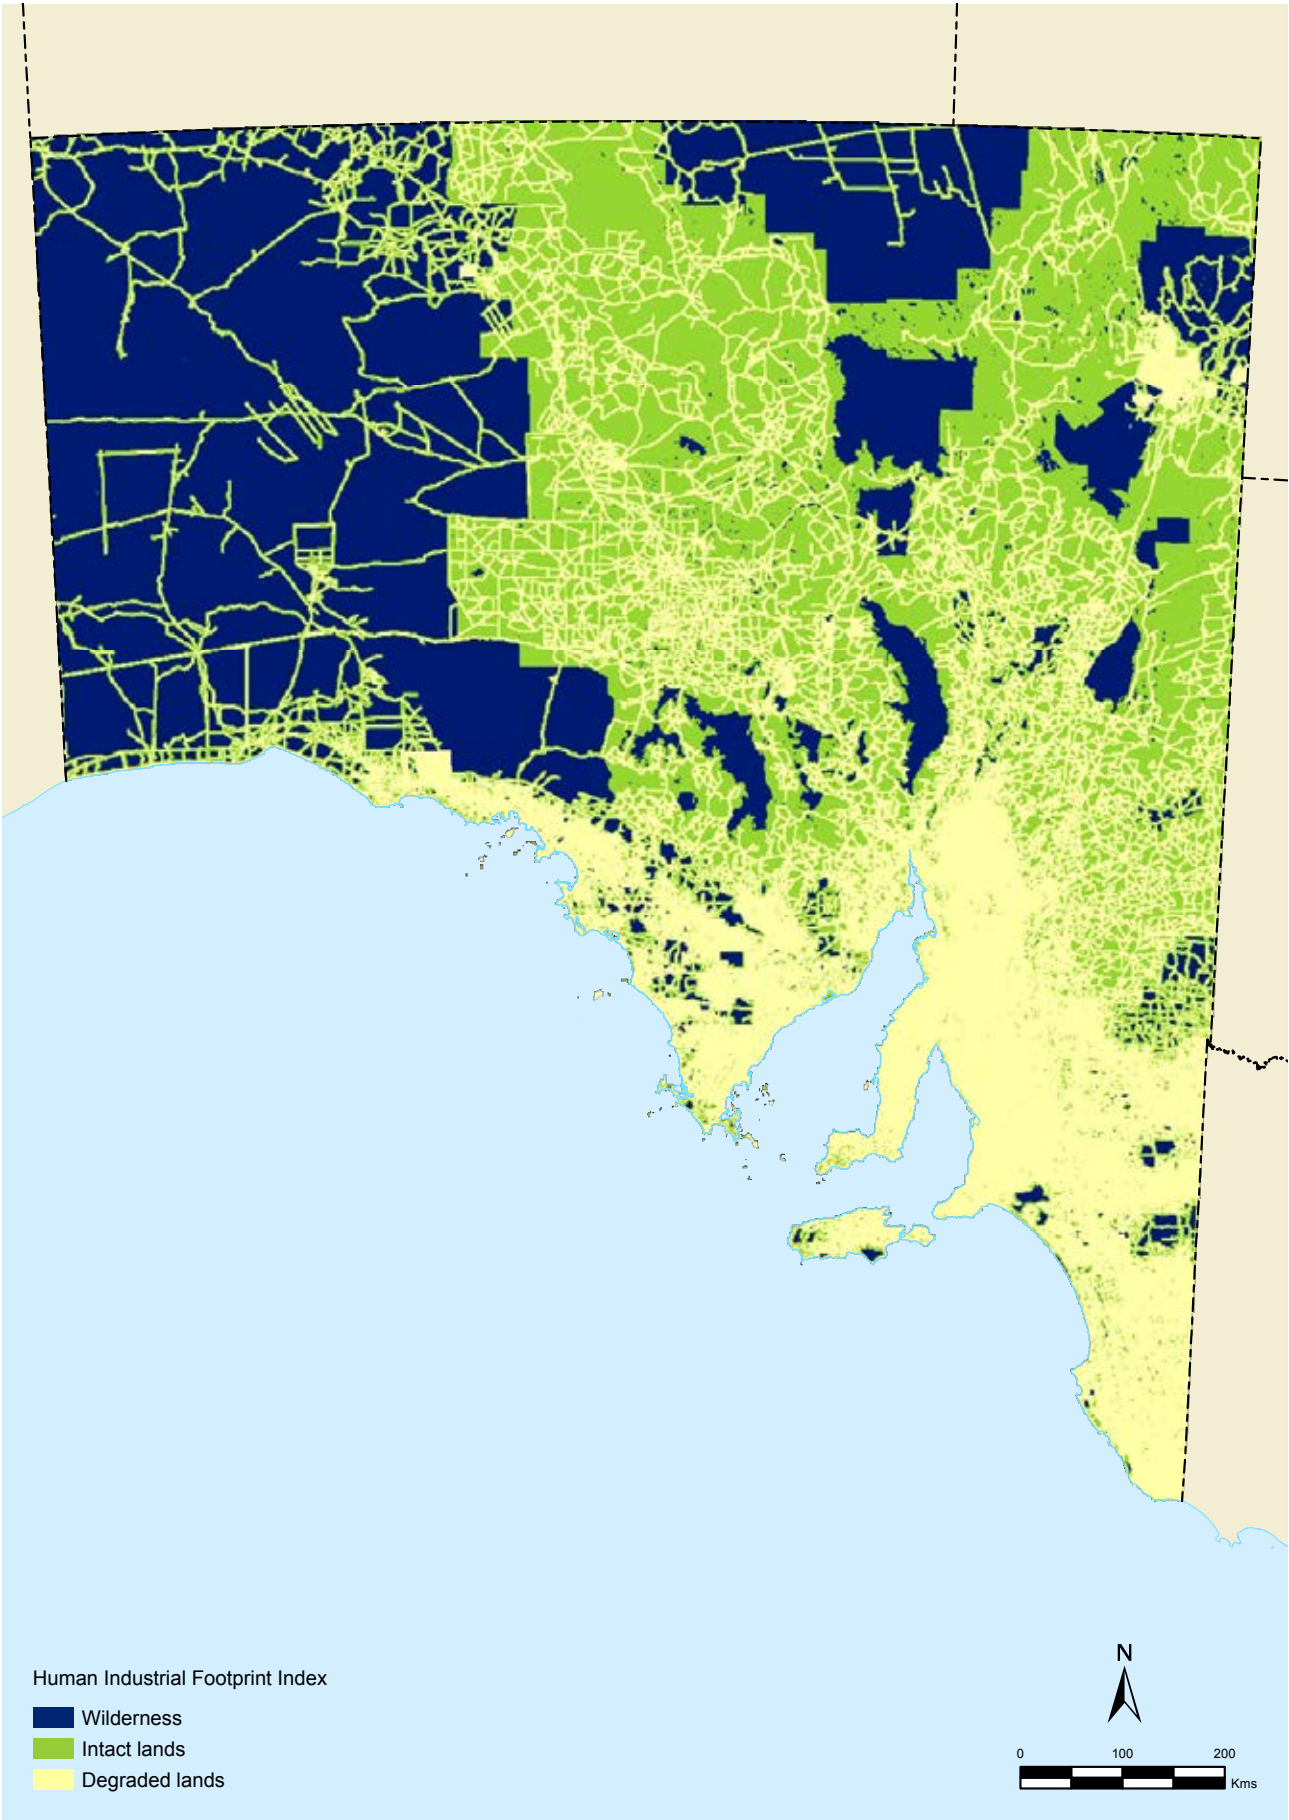 Human Industrial Footprint Index
Wilderness
Intact lands
Degraded lands
N
0 100 200
Kms